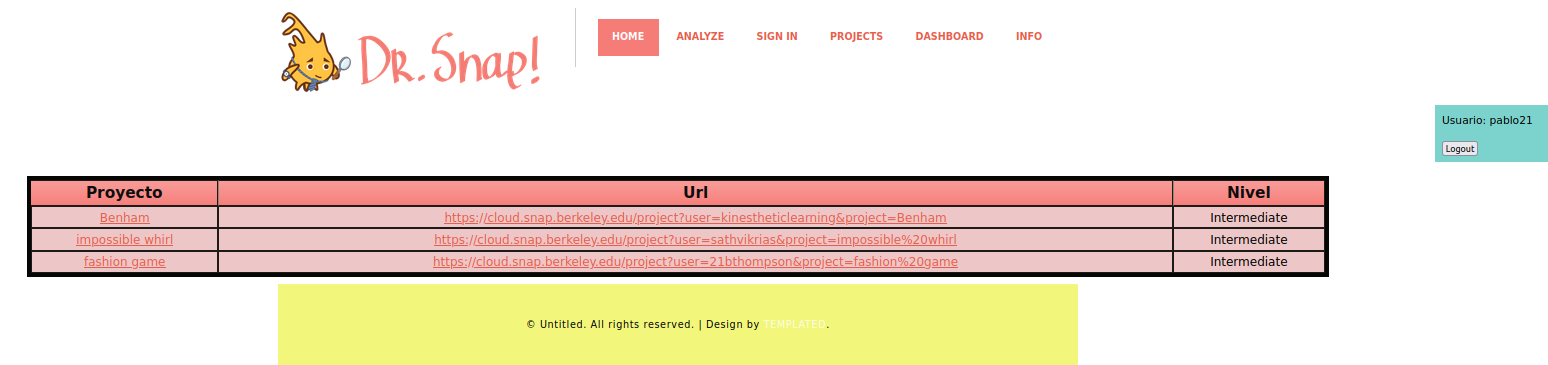 Dr. Snap!
HOME ANALYZE SIGN IN PROJECTS DASHBOARD INFO
Usuario: pablo21
Logout
Proyecto Url Nivel
Benham https://cloud.snap.berkeley.edu/project?user=kinestheticlearning&project=Benham Intermediate
impossible whirl https://cloud.snap.berkeley.edu/project?user=sathvikrias&project=impossible%20whirl Intermediate
fashion game https://cloud.snap.berkeley.edu/project?user=21bthompson&project=fashion%20game Intermediate
© Untitled. All rights reserved. | Design by TEMPLATED.